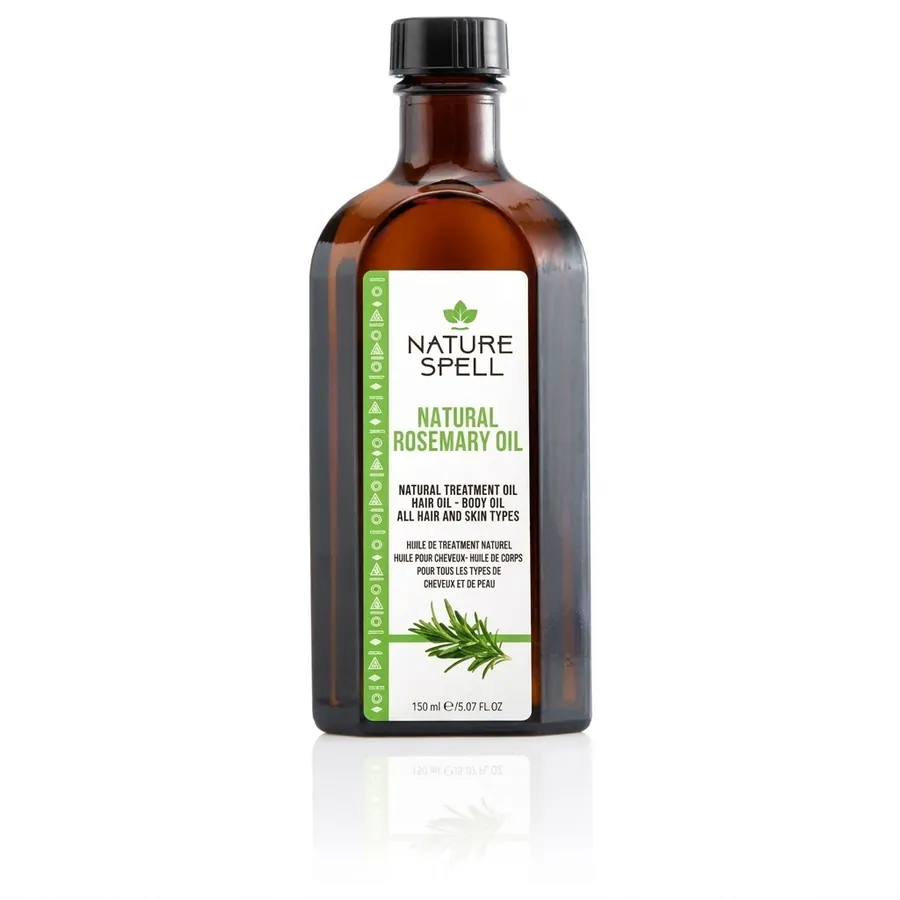 NATURE
SPELL
NATURAL
ROSEMARY OIL
NATURAL TREATMENT OIL
HAIR OIL - BODY OIL
ALL HAIR AND SKIN TYPES
HUILE DE TREATMENT NATUREL
HUILE POUR CHEVEUX- HUILE DE CORPS
POUR TOUS LES TYPES DE
CHEVEUX ET DE PEAU
150 ml ℮/5.07 FL.OZ